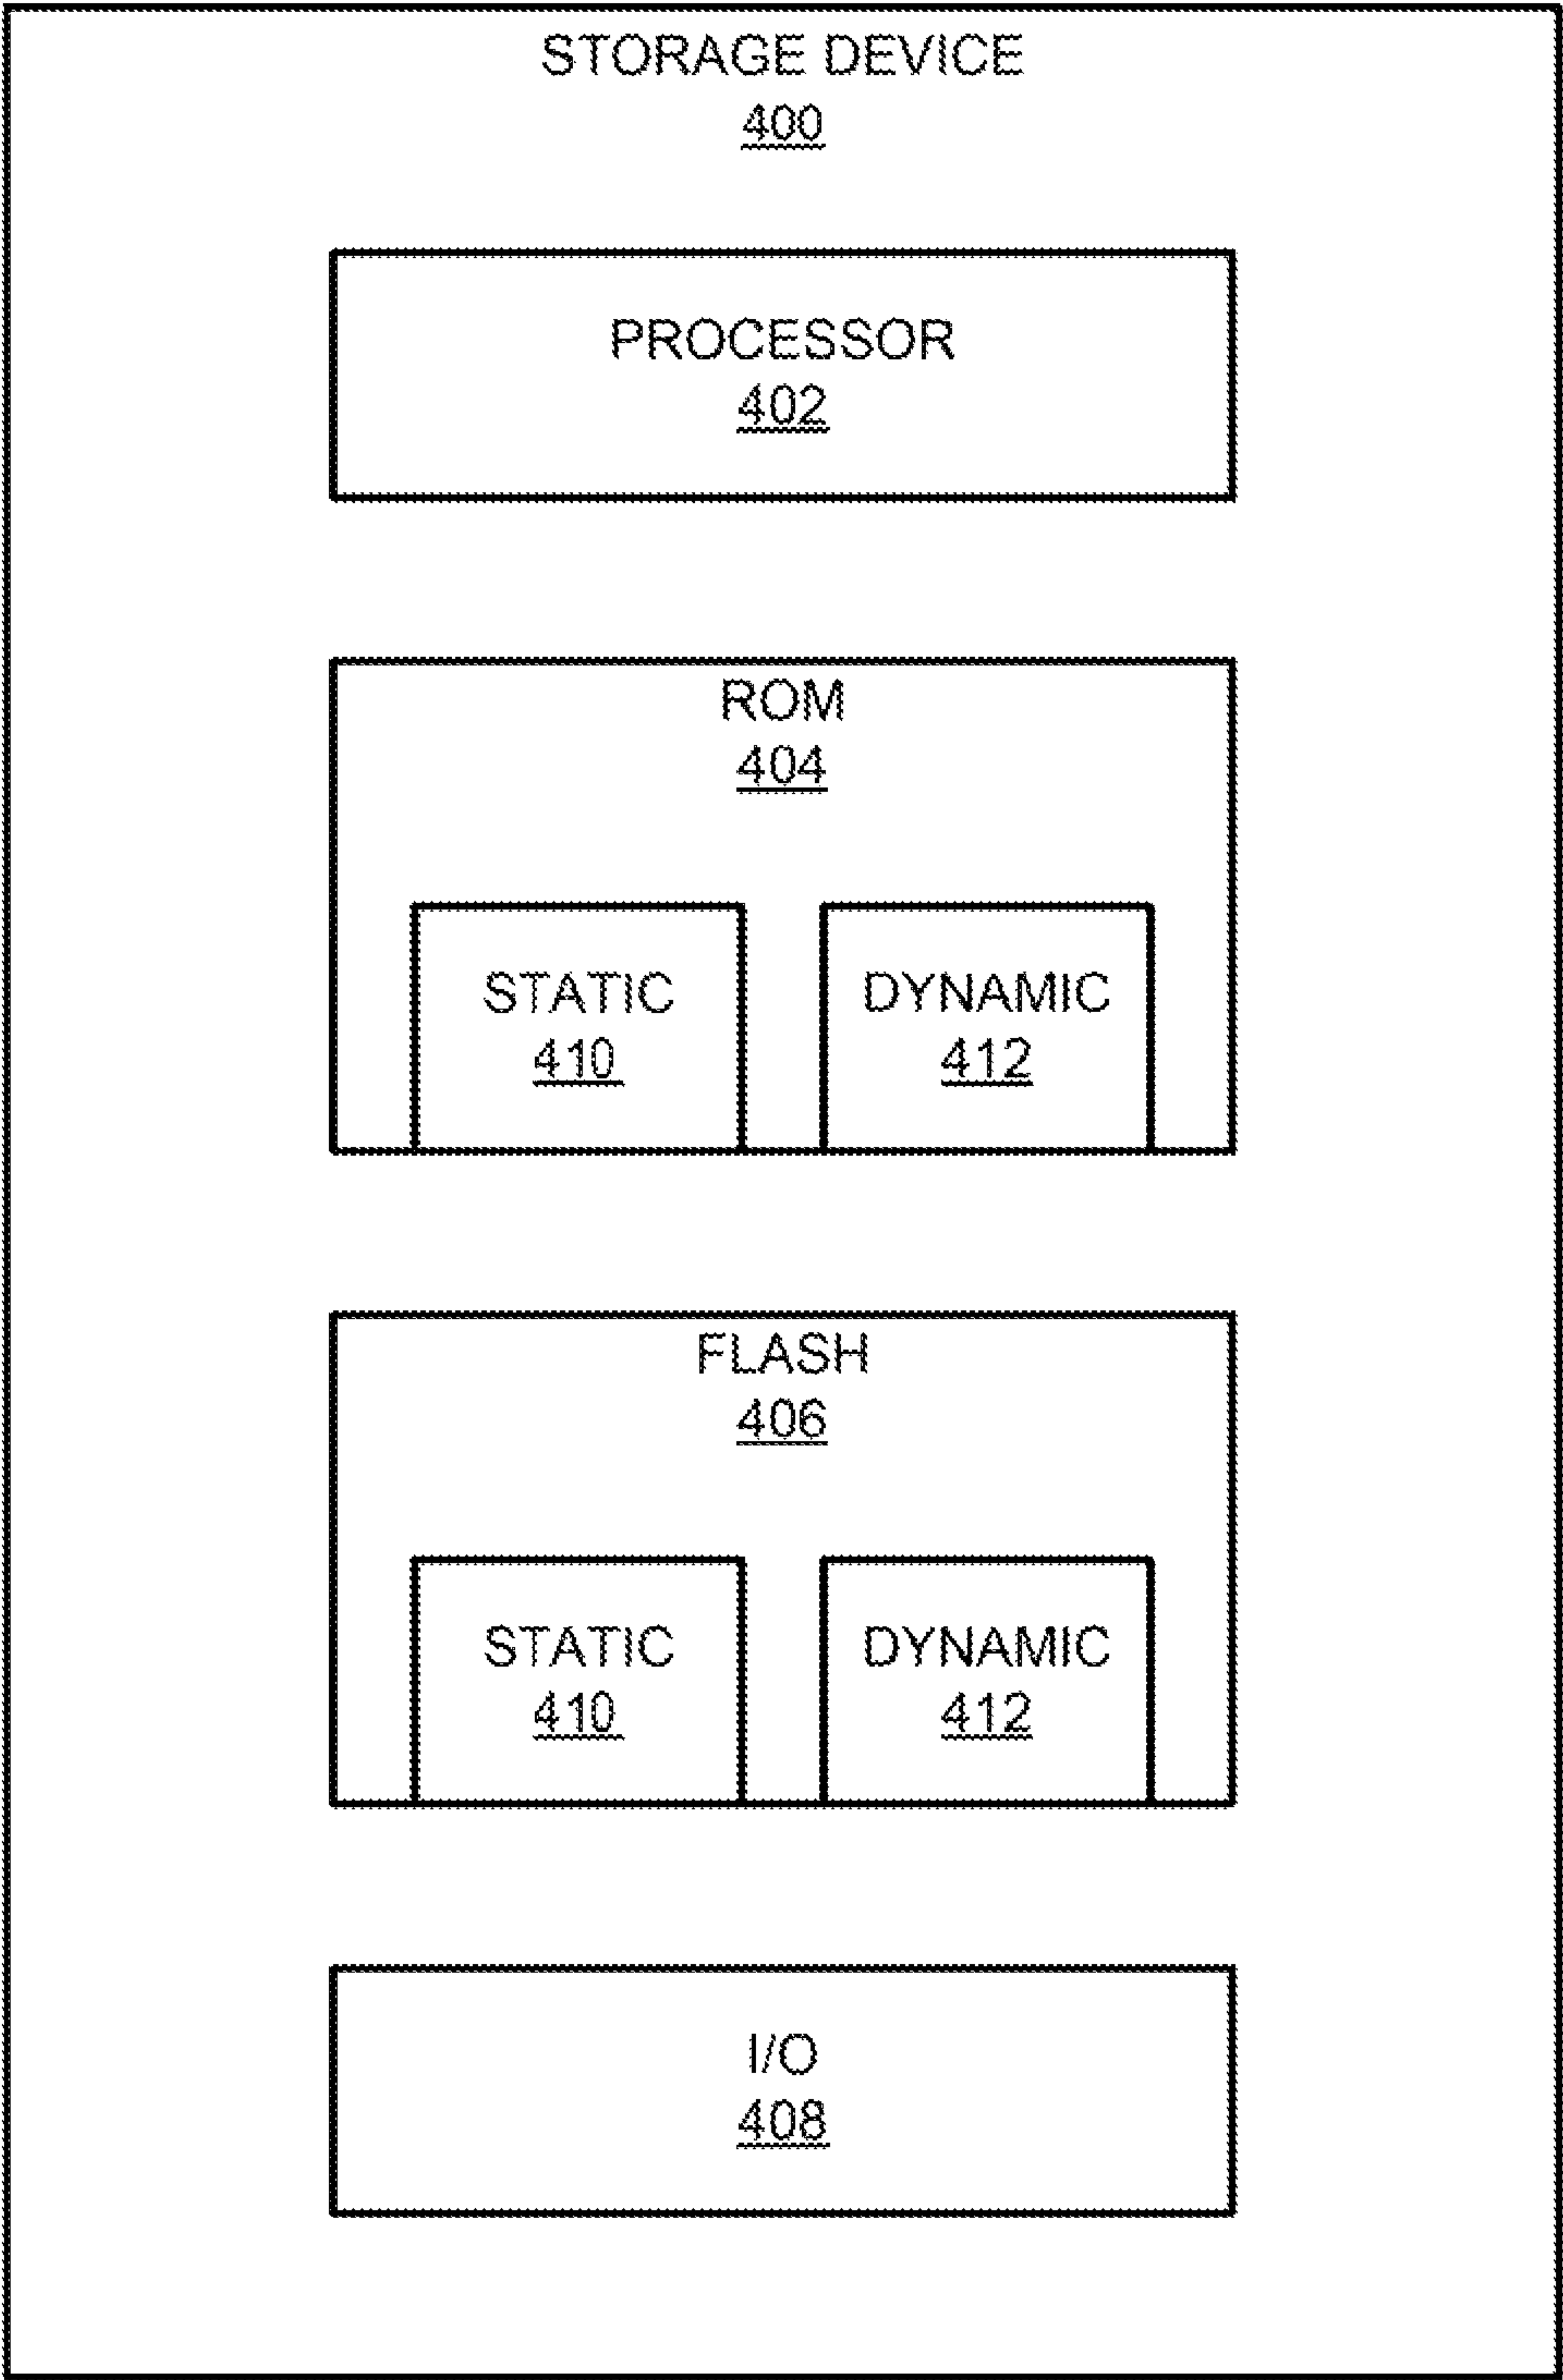 STORAGE DEVICE
400
PROCESSOR
402
ROM
404
STATIC
410
DYNAMIC
412
FLASH
406
STATIC
410
DYNAMIC
412
I/O
408